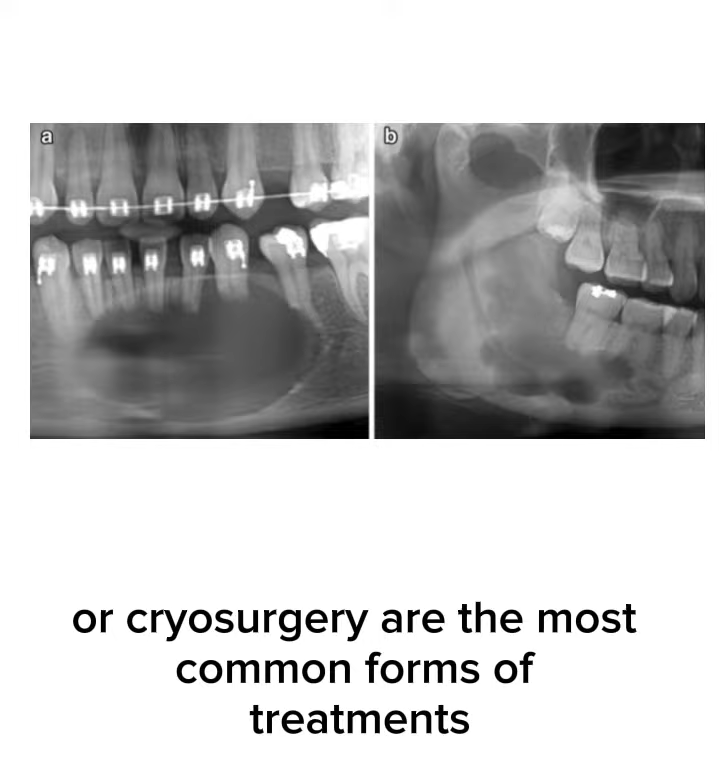 a
b
or cryosurgery are the most
common forms of
treatments